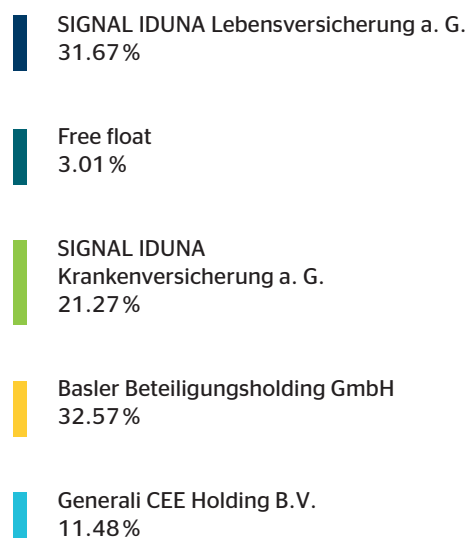 SIGNAL IDUNA Lebensversicherung a. G.
31.67 %
Free float
3.01 %
SIGNAL IDUNA
Krankenversicherung a. G.
21.27 %
Basler Beteiligungsholding GmbH
32.57 %
Generali CEE Holding B.V.
11.48 %